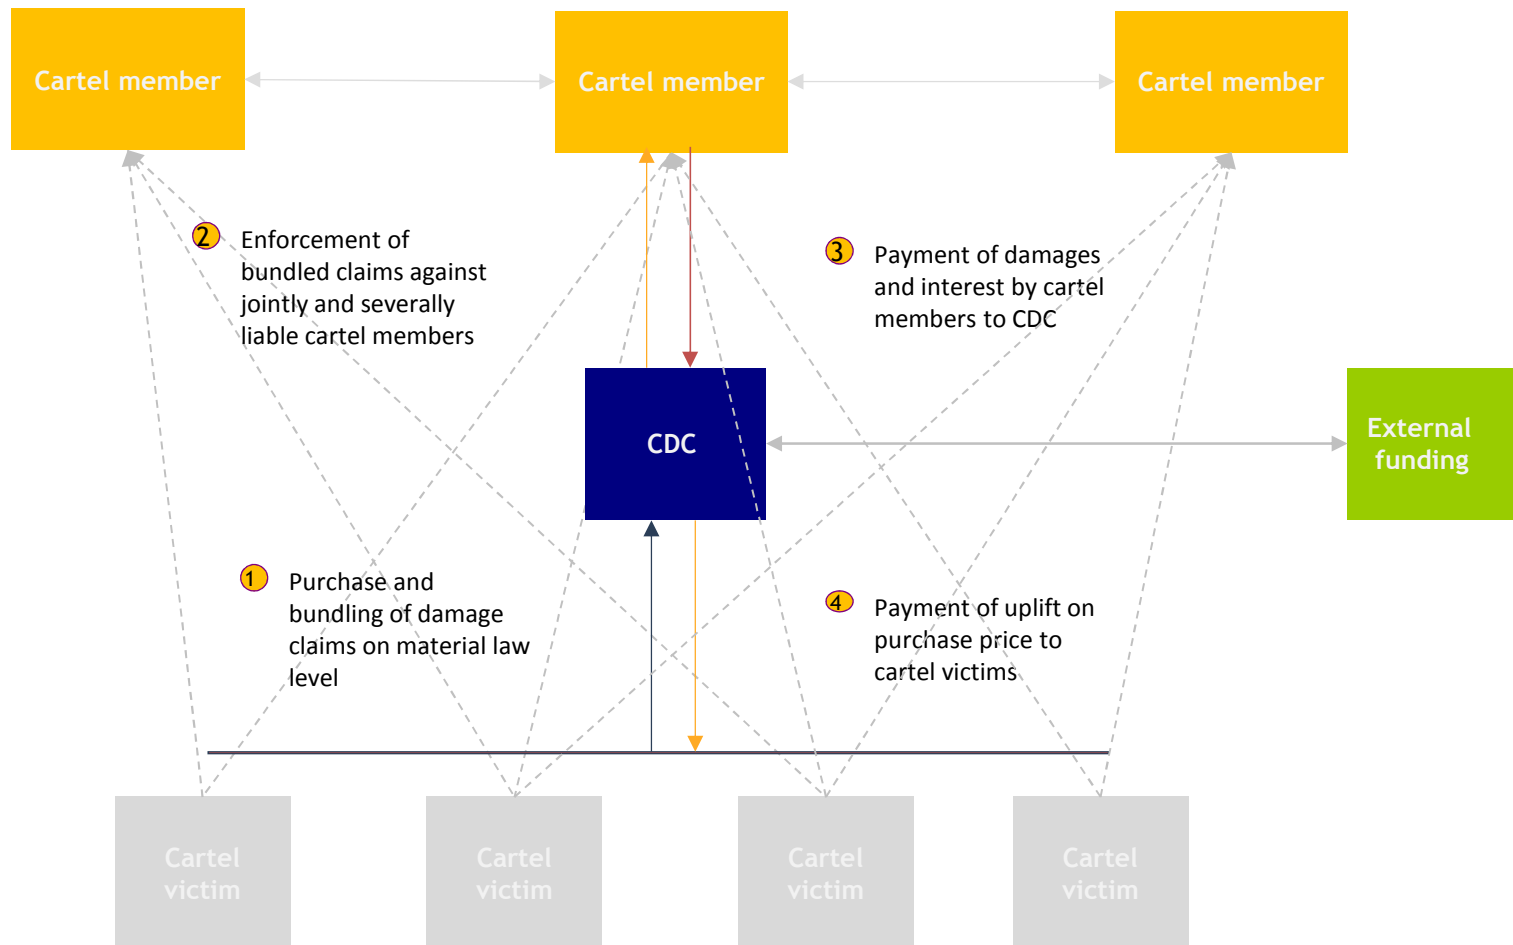 Cartel member
Cartel member
Cartel member
2
Enforcement of
bundled claims against
jointly and severally
liable cartel members
3
Payment of damages
and interest by cartel
members to CDC
CDC
External
funding
1
Purchase and
bundling of damage
claims on material law
level
4
Payment of uplift on
purchase price to
cartel victims
Cartel
victim
Cartel
victim
Cartel
victim
Cartel
victim